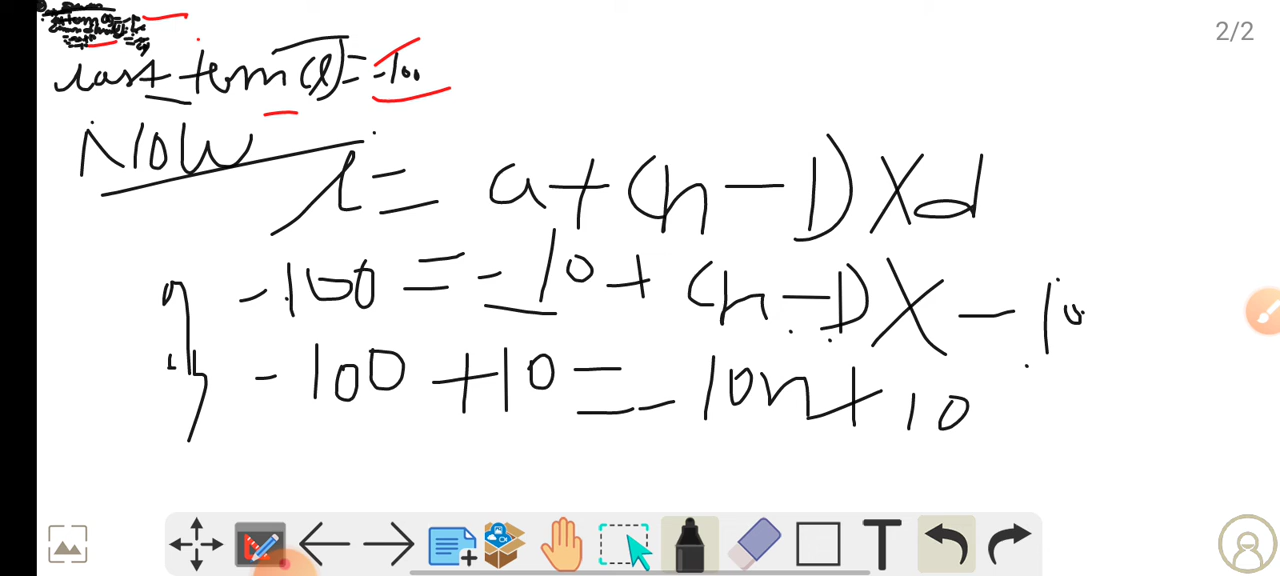 2/2
last term (l) = -100
Now
l = a + (n - 1) X d
-100 = -10 + (n - 1) X - 10
-100 + 10 = -10n + 10
T